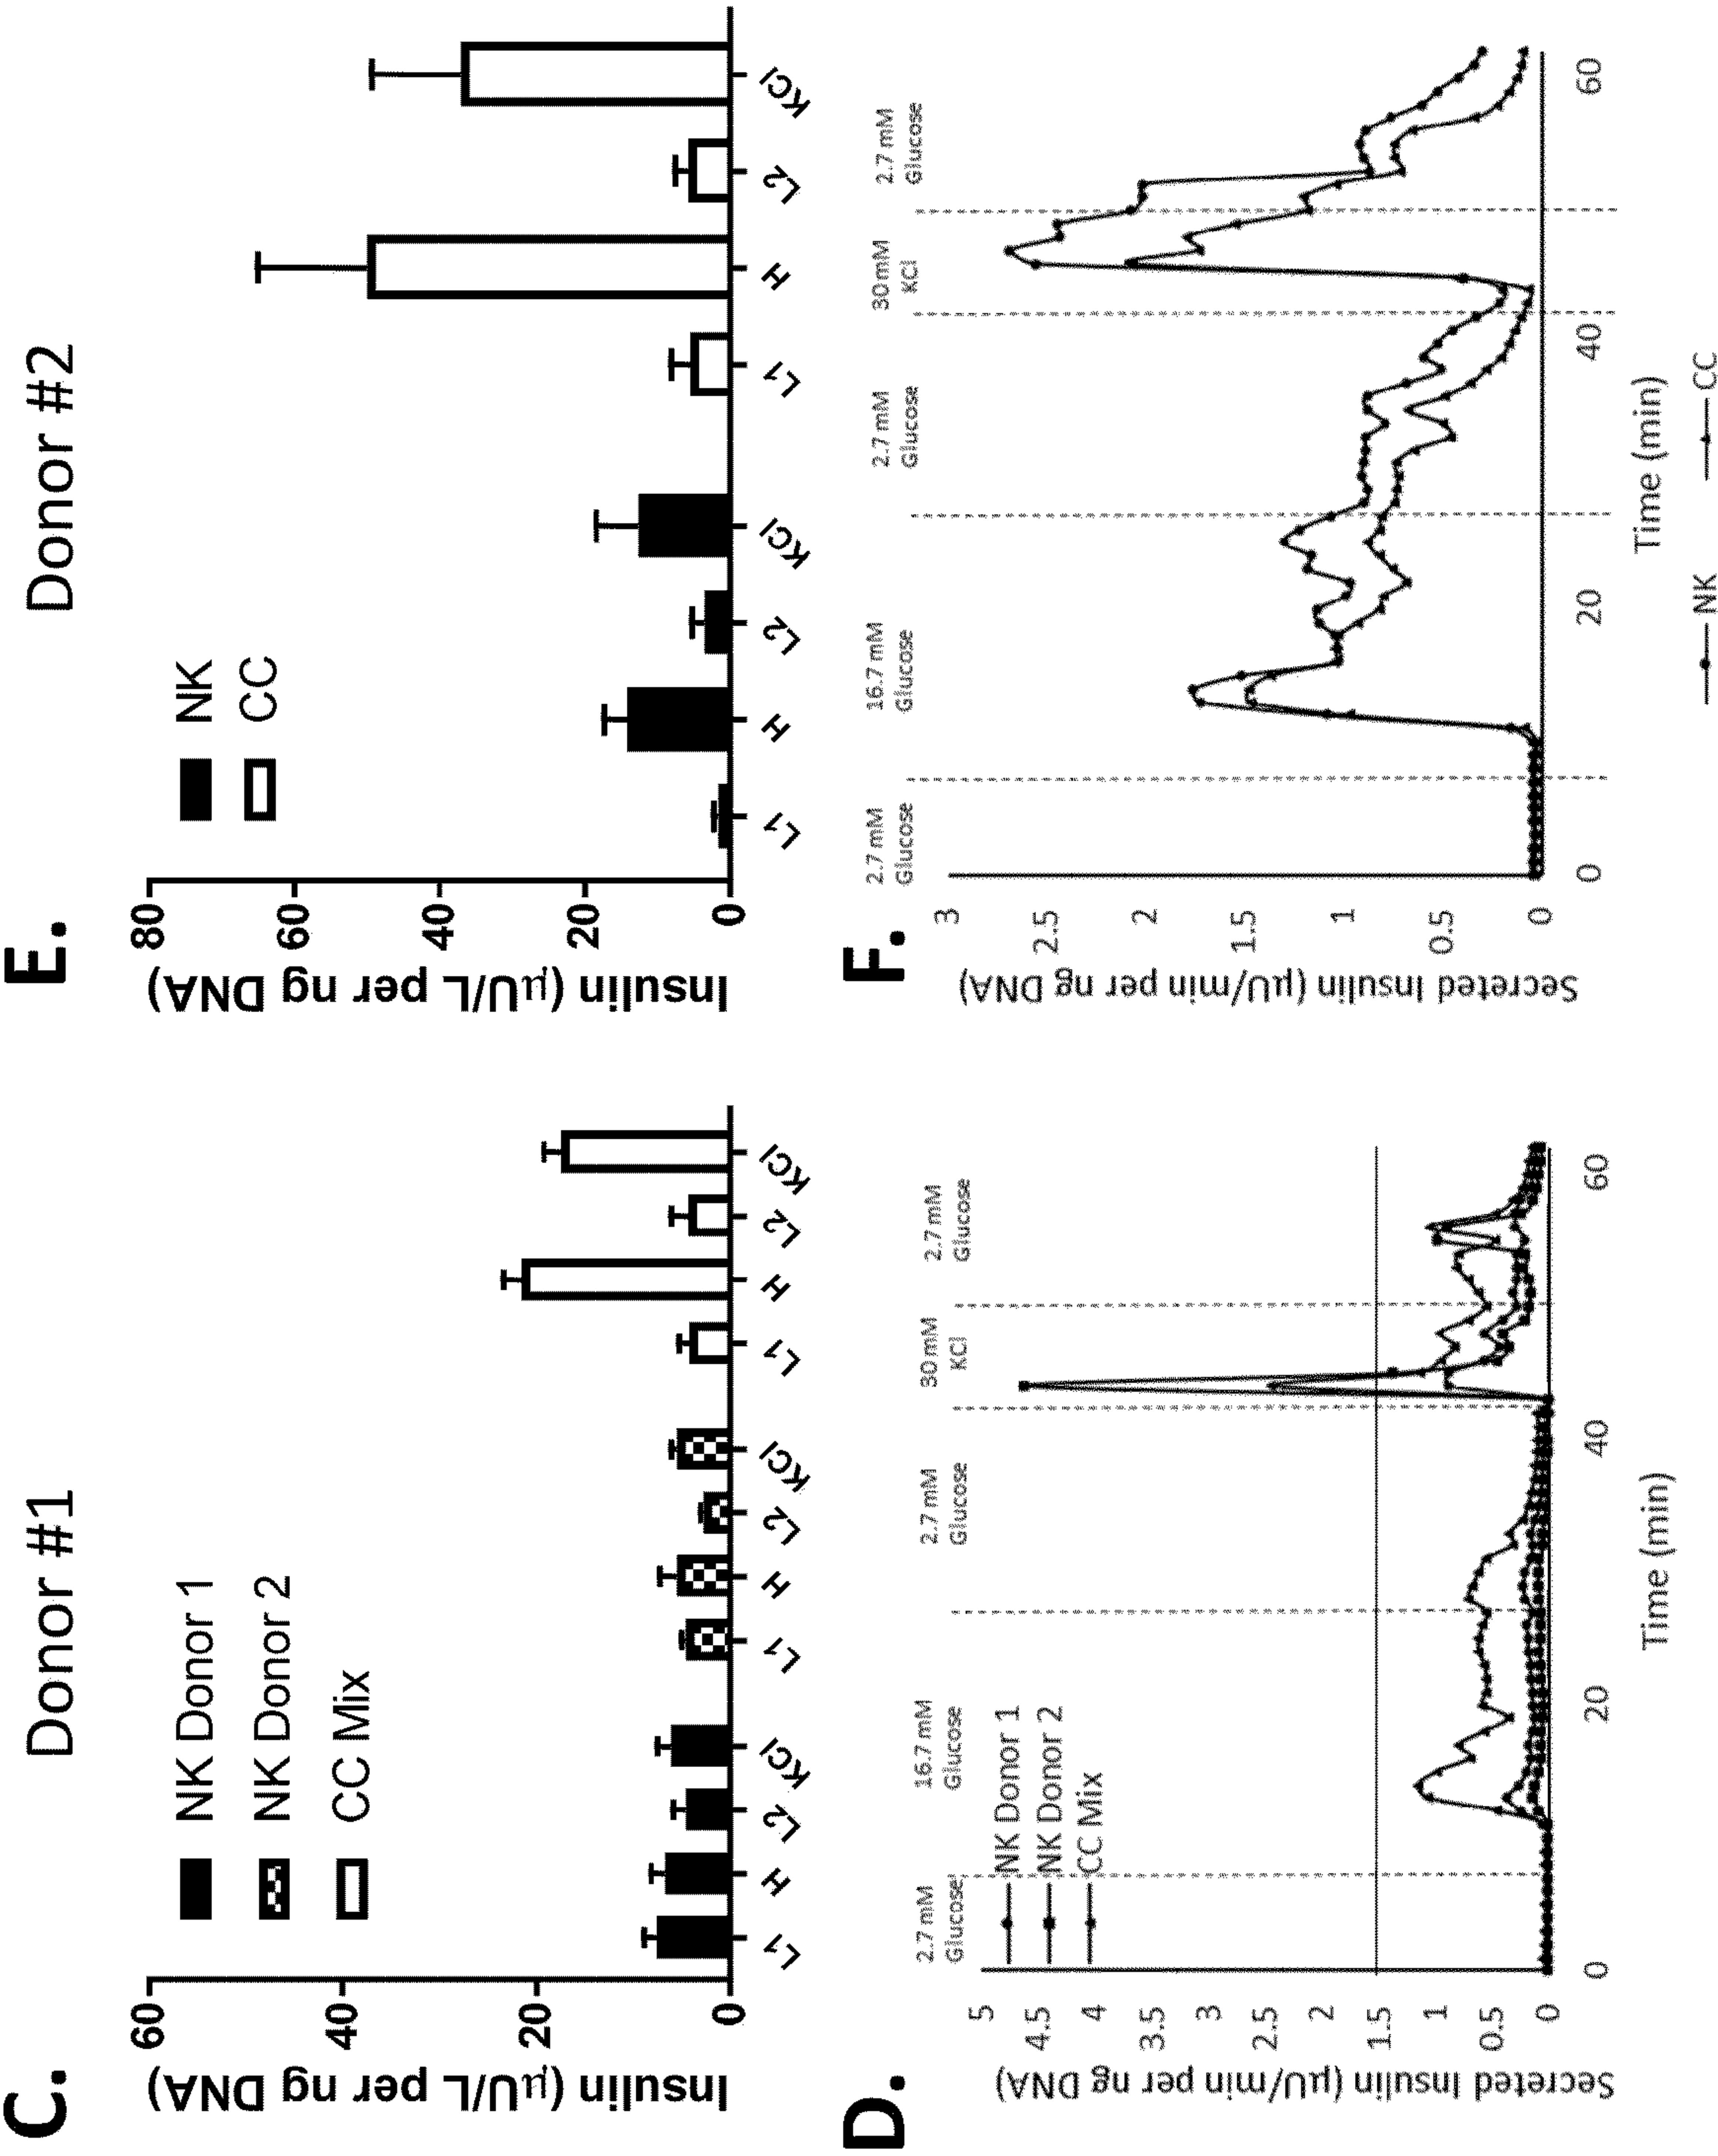 Donor #1
C.
NK Donor 1
NK Donor 2
CC Mix
Insulin (µU/L per ng DNA)
60
40
20
0
L1 H L2 KCl L1 H L2 KCl L1 H L2 KCl
D.
2.7 mM Glucose
16.7 mM Glucose
2.7 mM Glucose
30 mM KCl
2.7 mM Glucose
NK Donor 1
NK Donor 2
CC Mix
Secreted Insulin (µU/min per ng DNA)
5
4.5
4
3.5
3
2.5
2
1.5
1
0.5
0
0 20 40 60
Time (min)
Donor #2
E.
NK
CC
Insulin (µU/L per ng DNA)
80
60
40
20
0
L1 H L2 KCl L1 H L2 KCl
F.
2.7 mM Glucose
16.7 mM Glucose
2.7 mM Glucose
30 mM KCl
2.7 mM Glucose
Secreted Insulin (µU/min per ng DNA)
3
2.5
2
1.5
1
0.5
0
0 20 40 60
Time (min)
NK CC